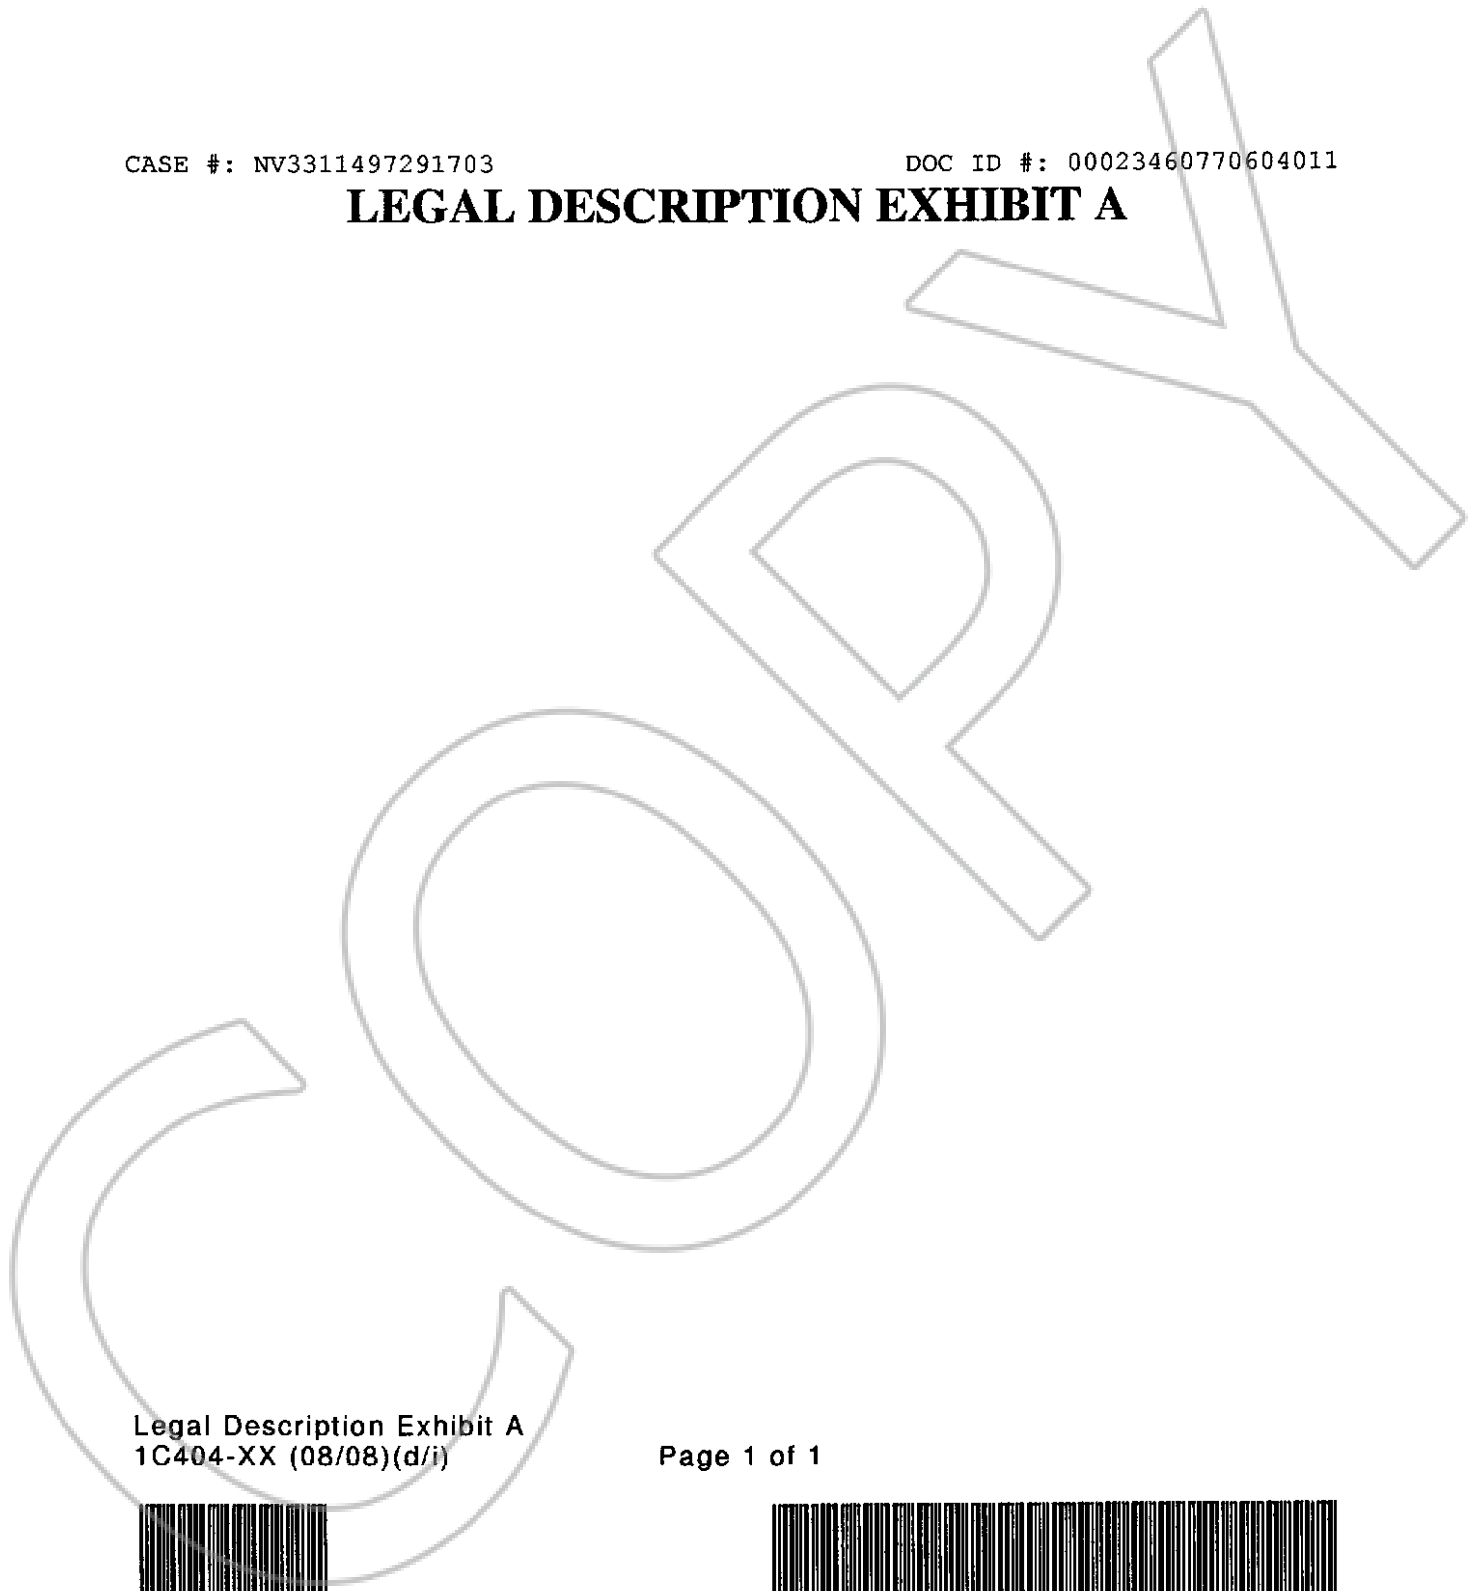 CASE #: NV3311497291703 DOC ID #: 00023460770604011
LEGAL DESCRIPTION EXHIBIT A
COPY
Legal Description Exhibit A
1C404-XX (08/08)(d/i) Page 1 of 1